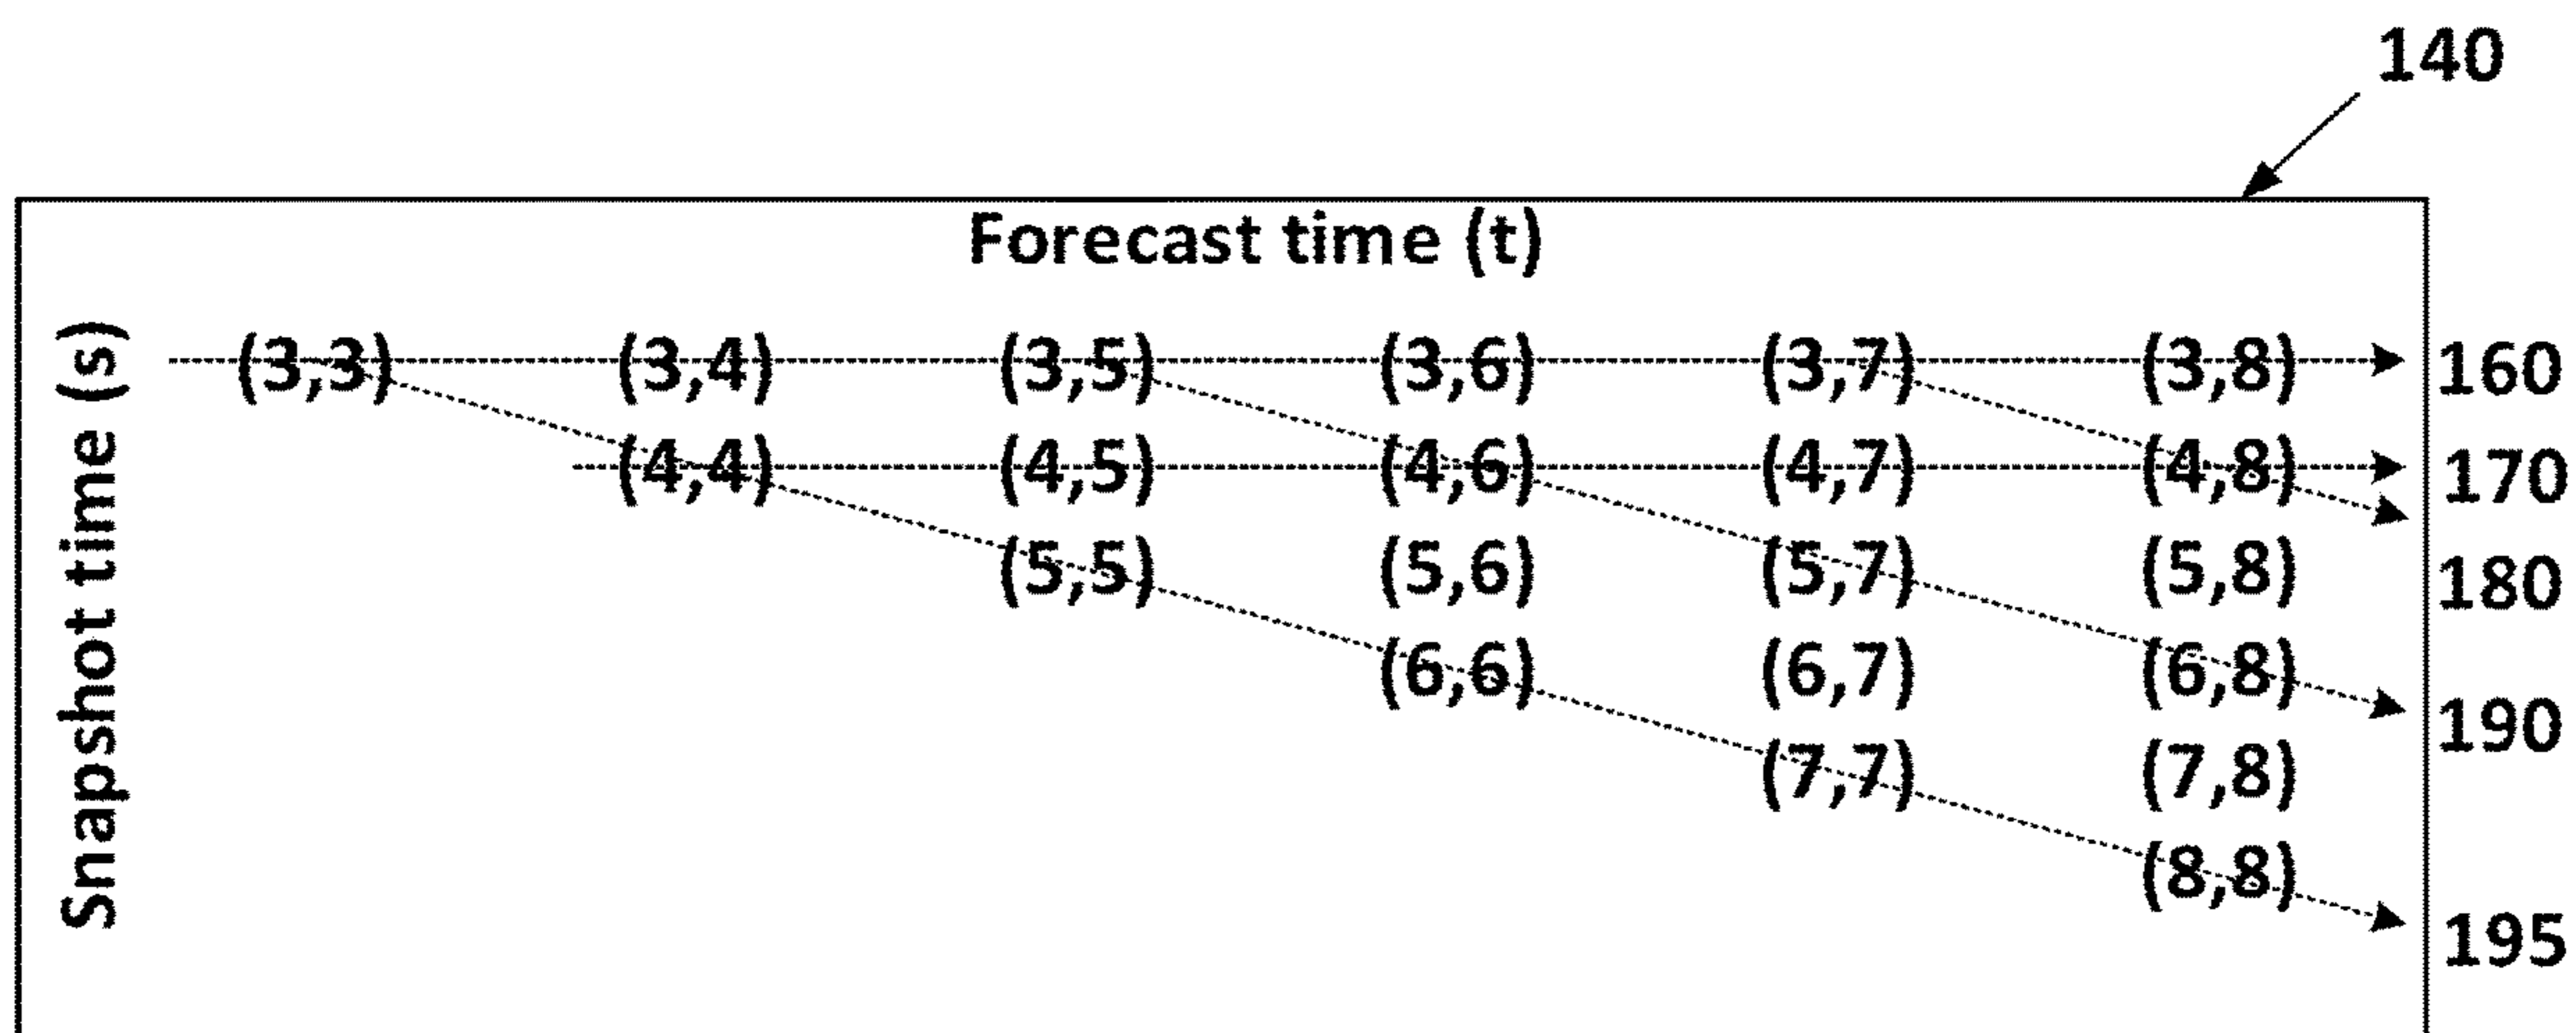 140
Forecast time (t)
Snapshot time (s)
(3,3) (3,4) (3,5) (3,6) (3,7) (3,8) 160
(4,4) (4,5) (4,6) (4,7) (4,8) 170
(5,5) (5,6) (5,7) (5,8) 180
(6,6) (6,7) (6,8) 190
(7,7) (7,8)
(8,8) 195